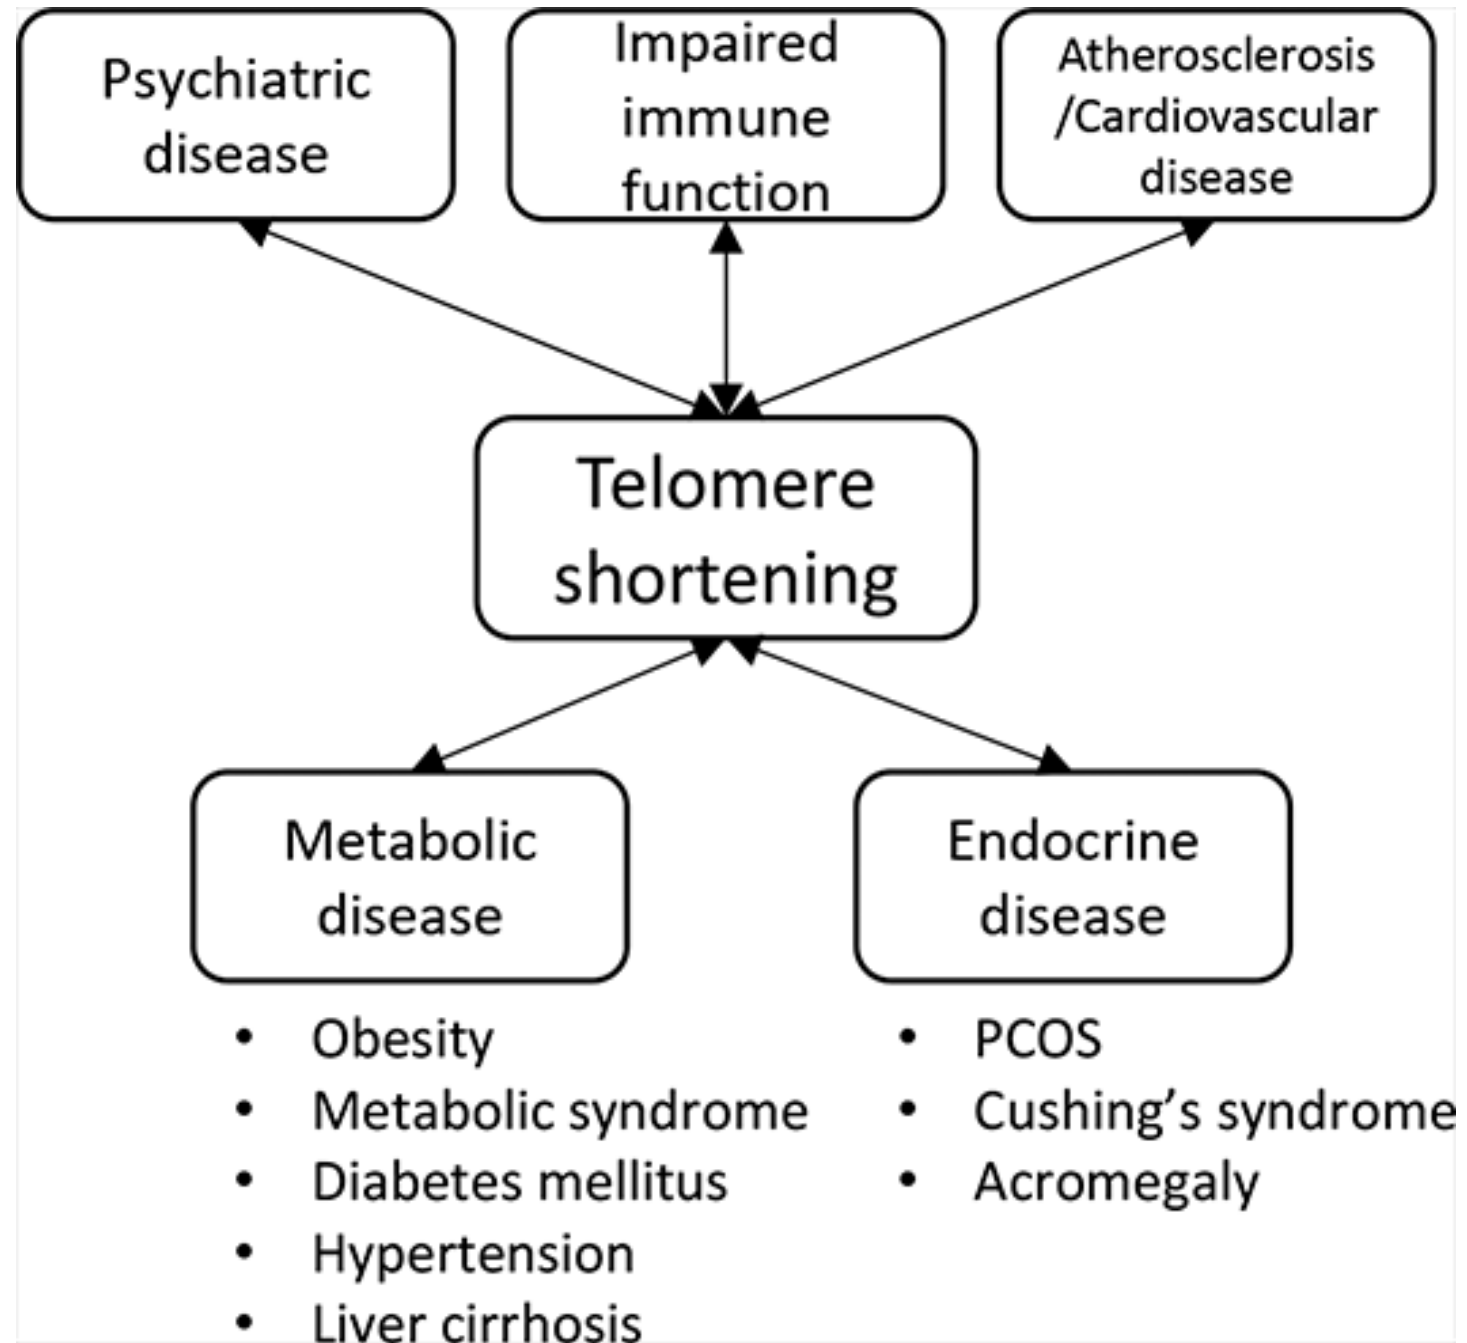 Psychiatric
disease
Impaired
immune
function
Atherosclerosis
/Cardiovascular
disease
Telomere
shortening
Metabolic
disease
• Obesity
• Metabolic syndrome
• Diabetes mellitus
• Hypertension
• Liver cirrhosis
Endocrine
disease
• PCOS
• Cushing’s syndrome
• Acromegaly